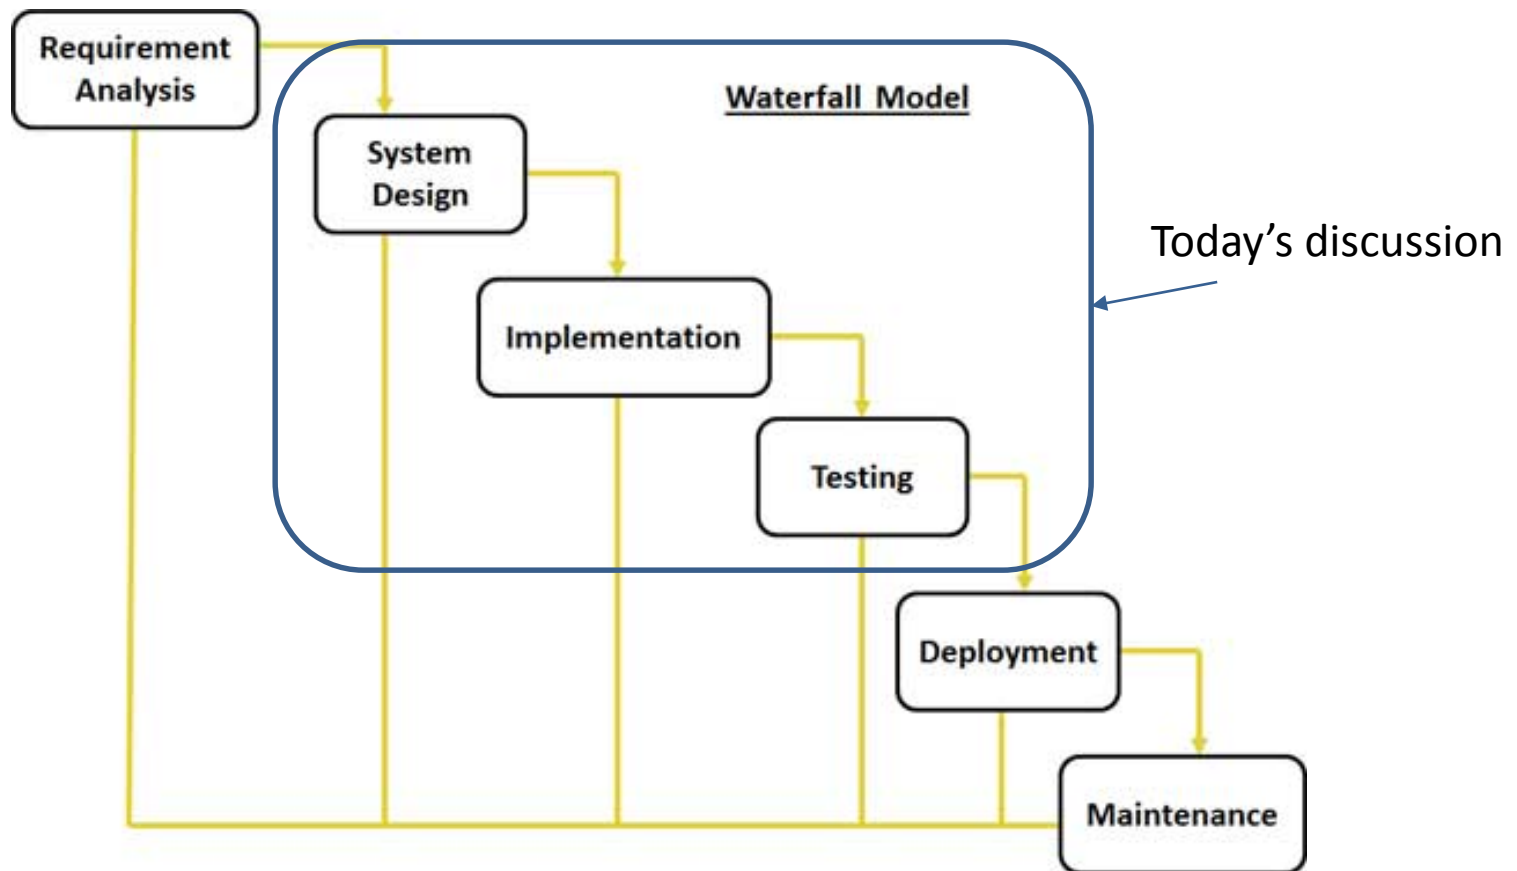 Requirement
Analysis
Waterfall Model
System
Design
Today’s discussion
Implementation
Testing
Deployment
Maintenance